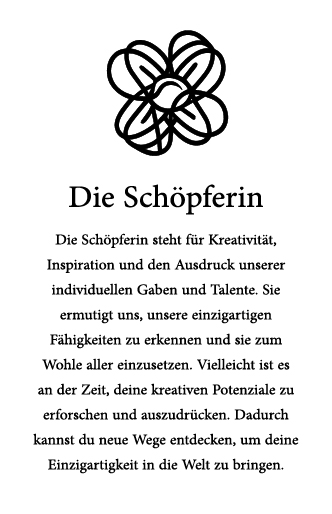 Die Schöpferin
Die Schöpferin steht für Kreativität,
Inspiration und den Ausdruck unserer
individuellen Gaben und Talente. Sie
ermutigt uns, unsere einzigartigen
Fähigkeiten zu erkennen und sie zum
Wohle aller einzusetzen. Vielleicht ist es
an der Zeit, deine kreativen Potenziale zu
erforschen und auszudrücken. Dadurch
kannst du neue Wege entdecken, um deine
Einzigartigkeit in die Welt zu bringen.